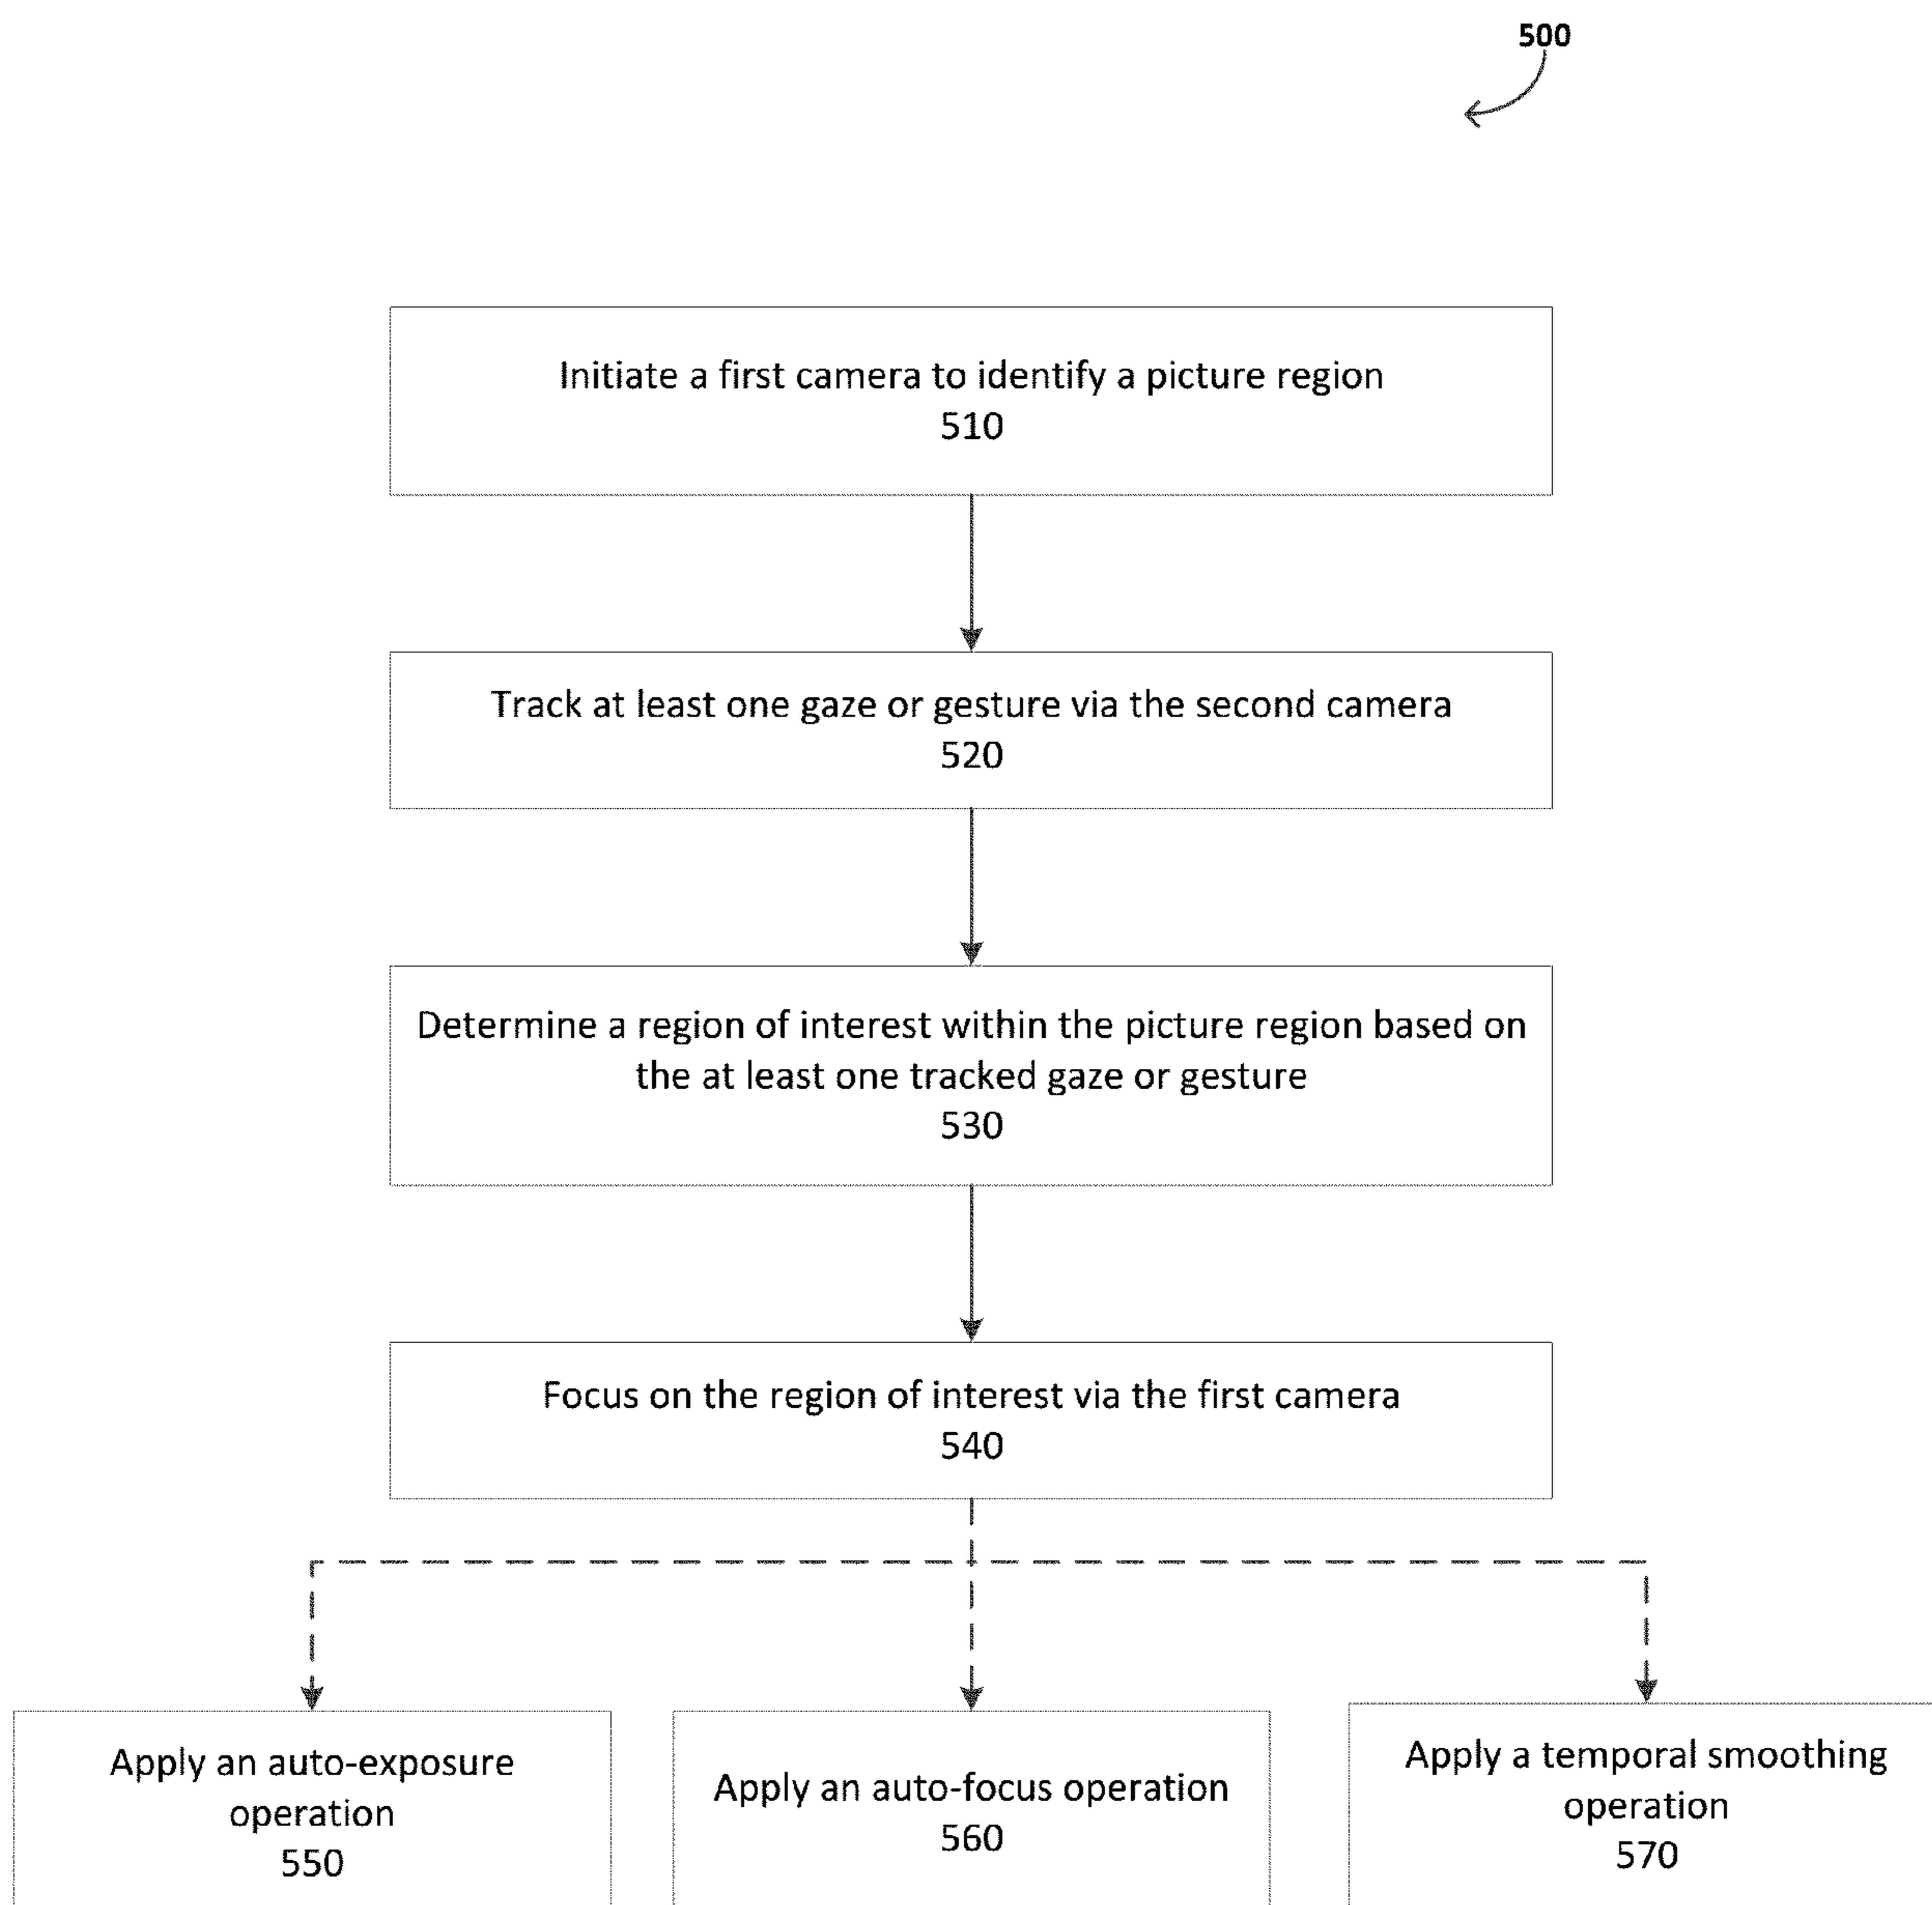 500
Initiate a first camera to identify a picture region
510
Track at least one gaze or gesture via the second camera
520
Determine a region of interest within the picture region based on
the at least one tracked gaze or gesture
530
Focus on the region of interest via the first camera
540
Apply an auto-exposure
operation
550
Apply an auto-focus operation
560
Apply a temporal smoothing
operation
570